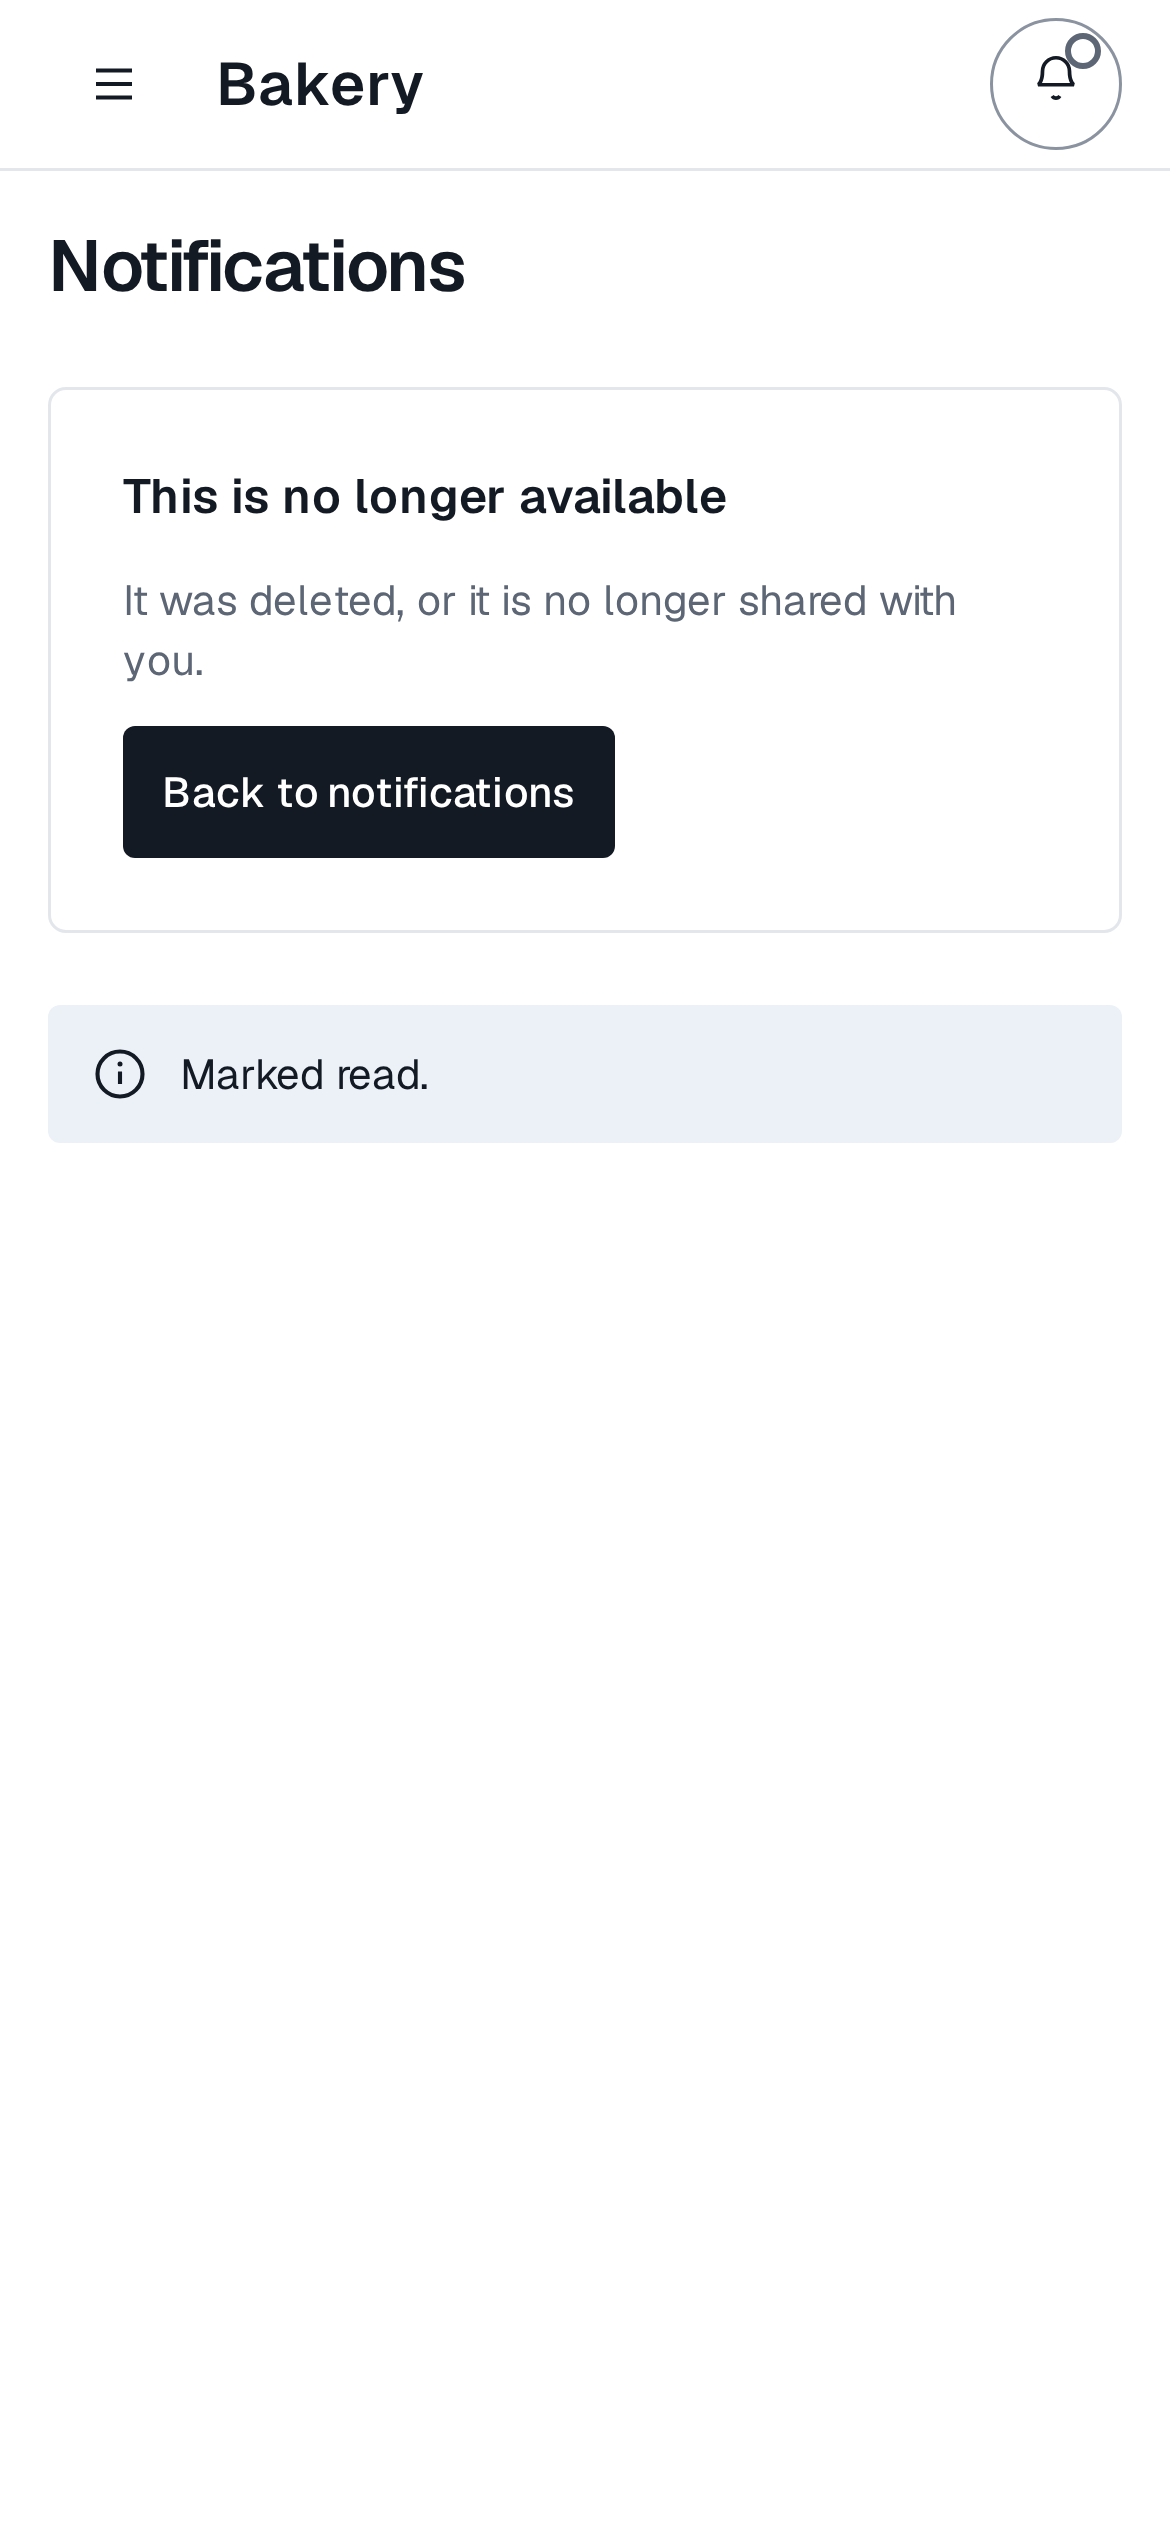 Bakery
Notifications
This is no longer available
It was deleted, or it is no longer shared with
you.
Back to notifications
Marked read.